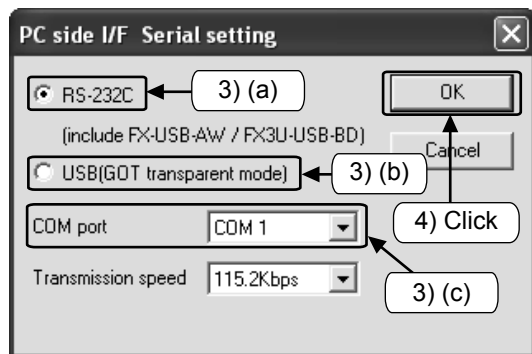 PC side I/F Serial setting
RS-232C
3) (a)
OK
(include FX-USB-AW / FX3U-USB-BD)
Cancel
USB(GOT transparent mode)
3) (b)
COM port
COM 1
4) Click
Transmission speed
115.2Kbps
3) (c)